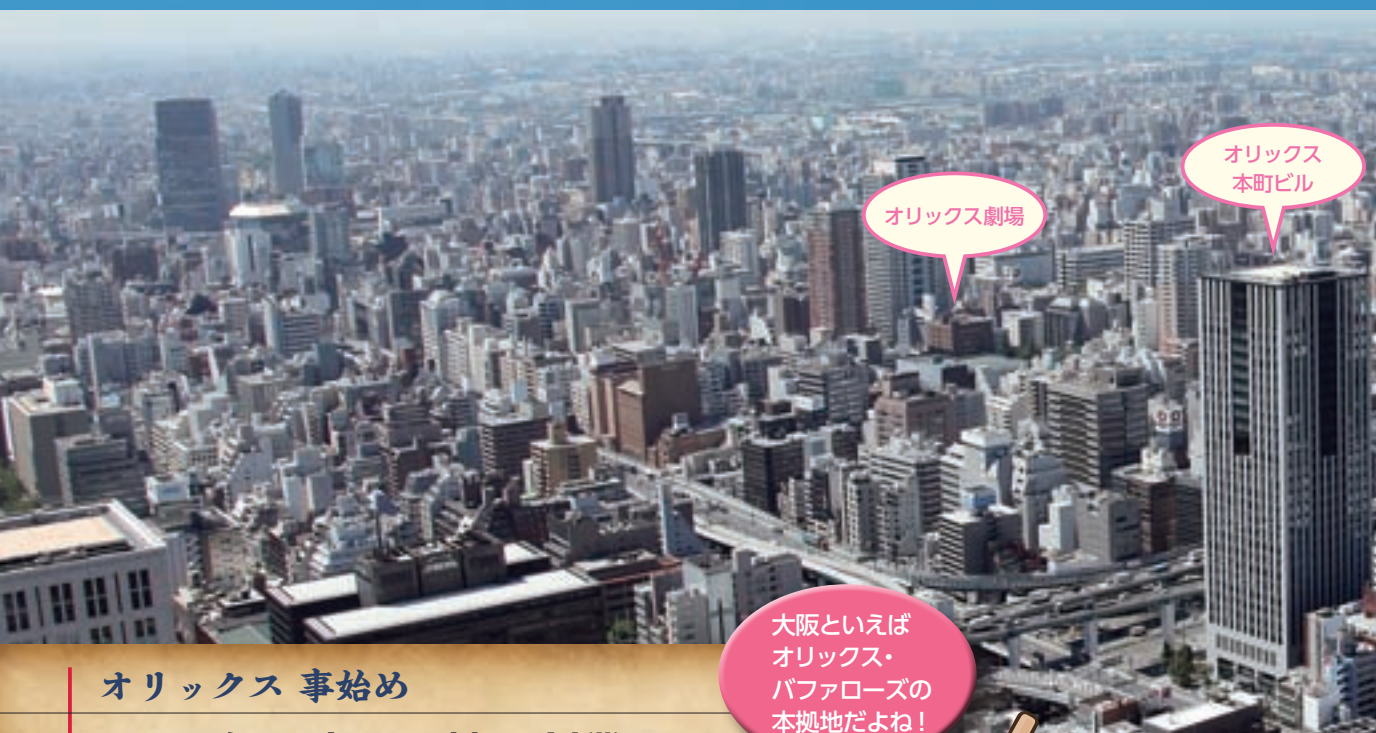 オリックス
本町ビル
オリックス劇場
大阪といえば
オリックス・
バファローズの
本拠地だよね！
オリックス 事始め